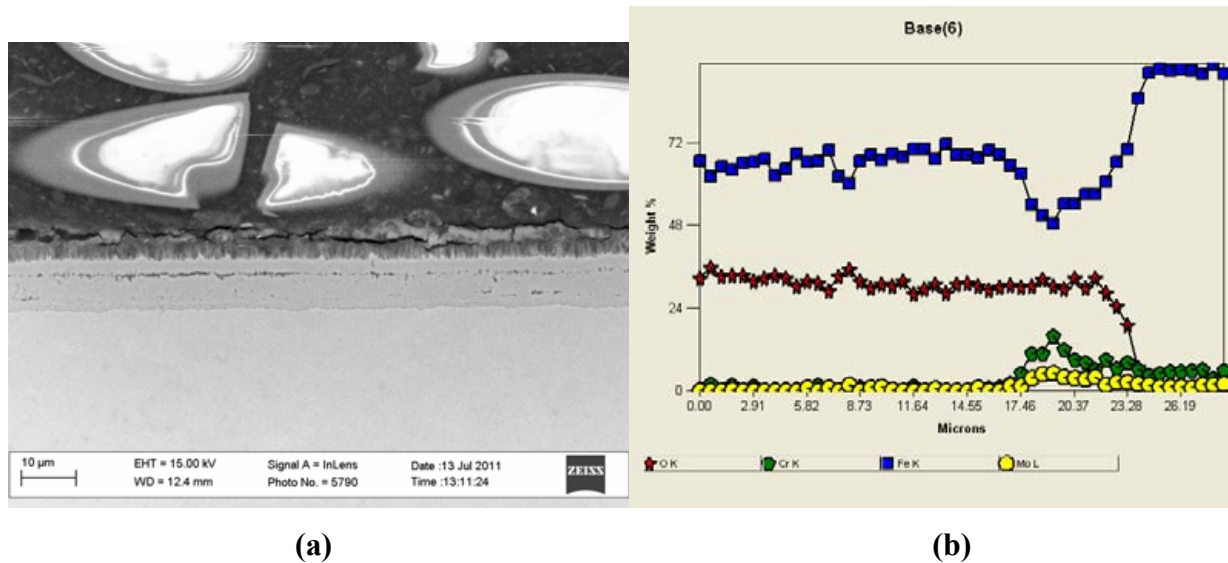 10 µm
EHT = 15.00 kV
WD = 12.4 mm
Signal A = InLens
Photo No. = 5790
Date :13 Jul 2011
Time :13:11:24
ZEISS
(a)
Base(6)
Weight %
72
48
24
0
0.00 2.91 5.82 8.73 11.64 14.55 17.46 20.37 23.28 26.19
Microns
O K Cr K Fe K Mo L
(b)